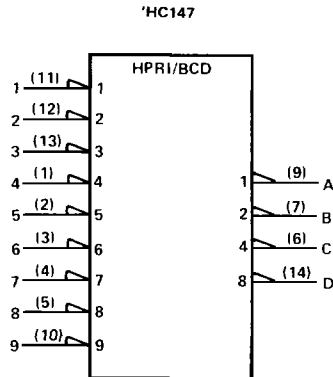 'HC147
HPRI/BCD
1 (11) 1
2 (12) 2
3 (13) 3
4 (1) 4
5 (2) 5
6 (3) 6
7 (4) 7
8 (5) 8
9 (10) 9
1 (9) A
2 (7) B
4 (6) C
8 (14) D